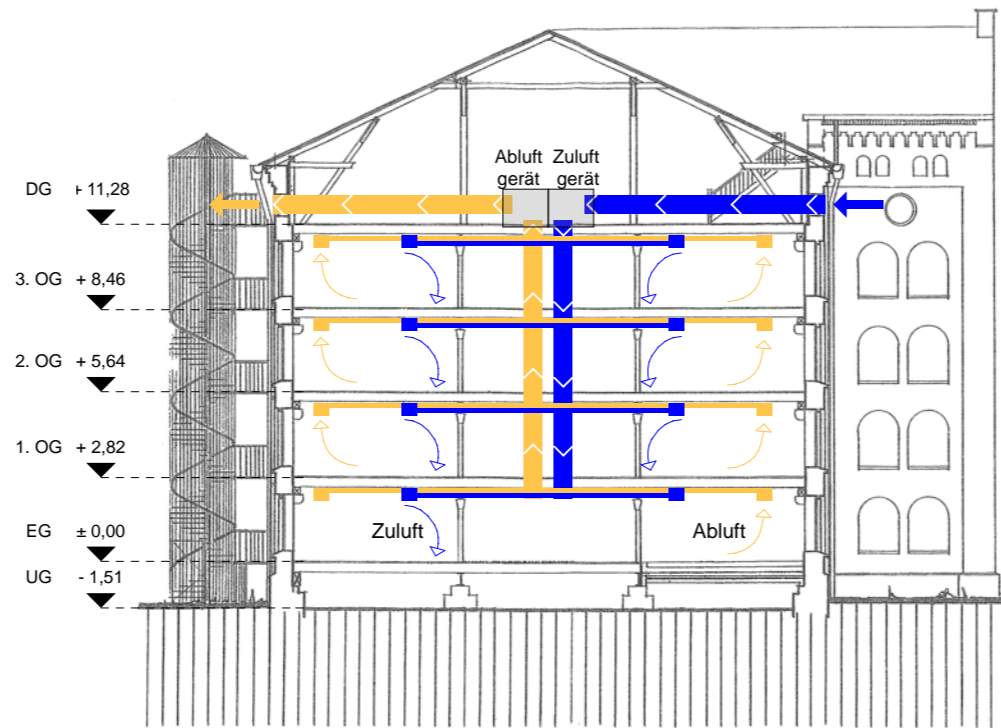 Abluft Zuluft
gerät gerät
DG + 11,28
3. OG + 8,46
2. OG + 5,64
1. OG + 2,82
Zuluft Abluft
EG ± 0,00
UG - 1,51